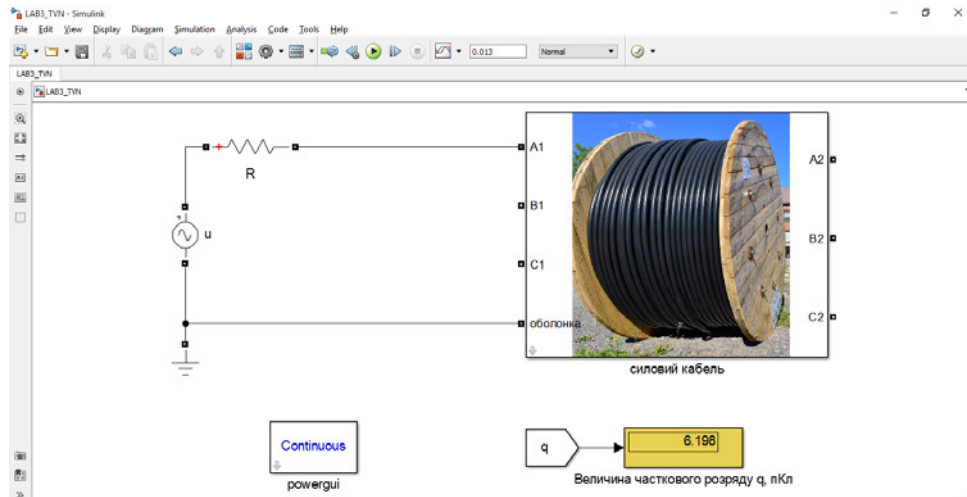 LAB3_TVN - Simulink
File Edit View Display Diagram Simulation Analysis Code Tools Help
0.013 Normal
LAB3_TVN
LAB3_TVN
R
u
A1
B1
C1
оболонка
A2
B2
C2
силовий кабель
Continuous
powergui
q
6.198
Величина часткового розряду q, пКл